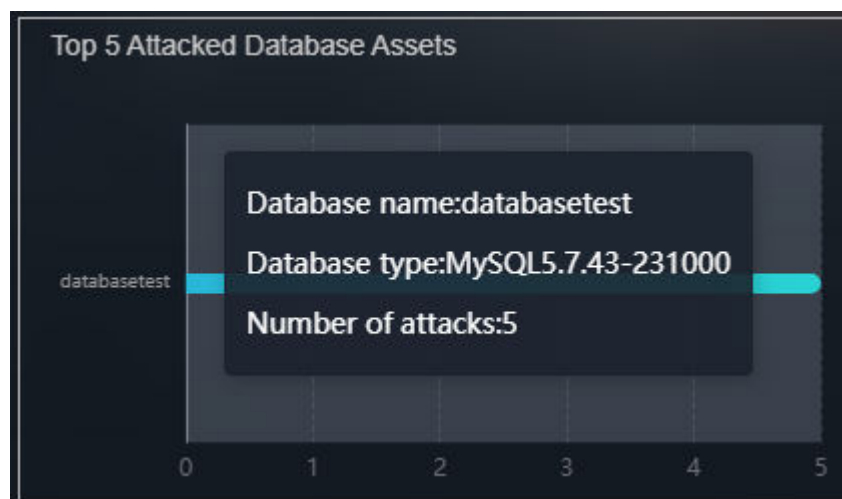 Top 5 Attacked Database Assets
Database name:databasetest
Database type:MySQL5.7.43-231000
databasetest
Number of attacks:5
0 1 2 3 4 5